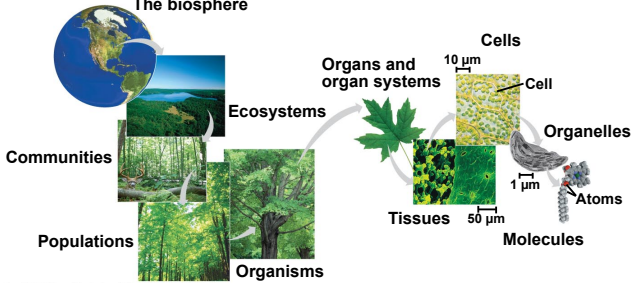 The biosphere
Ecosystems
Communities
Populations
Organisms
Organs and
organ systems
Tissues
50 µm
Cells
10 µm
Cell
Organelles
1 µm
Atoms
Molecules